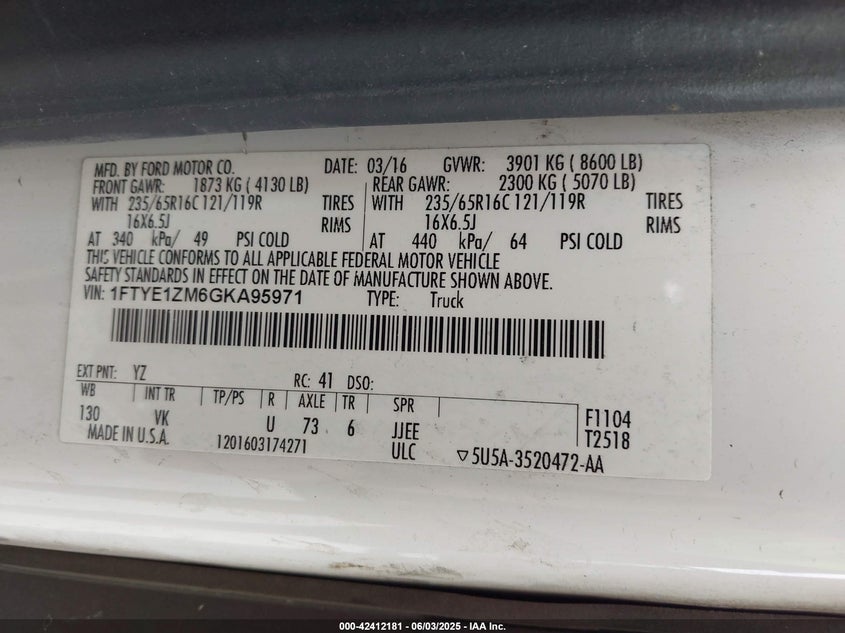 MFD. BY FORD MOTOR CO. DATE: 03/16 GVWR: 3901 KG ( 8600 LB)
FRONT GAWR: 1873 KG ( 4130 LB) REAR GAWR: 2300 KG ( 5070 LB)
WITH 235/65R16C 121/119R TIRES WITH 235/65R16C 121/119R TIRES
16X6.5J RIMS 16X6.5J RIMS
AT 340 kPa/ 49 PSI COLD AT 440 kPa/ 64 PSI COLD
THIS VEHICLE CONFORMS TO ALL APPLICABLE FEDERAL MOTOR VEHICLE
SAFETY STANDARDS IN EFFECT ON THE DATE OF MANUFACTURE SHOWN ABOVE.
VIN: 1FTYE1ZM6GKA95971 TYPE: Truck
EXT PNT: YZ RC: 41 DSO:
WB INT TR TP/PS R AXLE TR SPR
130 VK U 73 6 JJEE F1104
MADE IN U.S.A. 1201603174271 ULC T2518
▽5U5A-3520472-AA
000-42412181 - 06/03/2025 - IAA Inc.